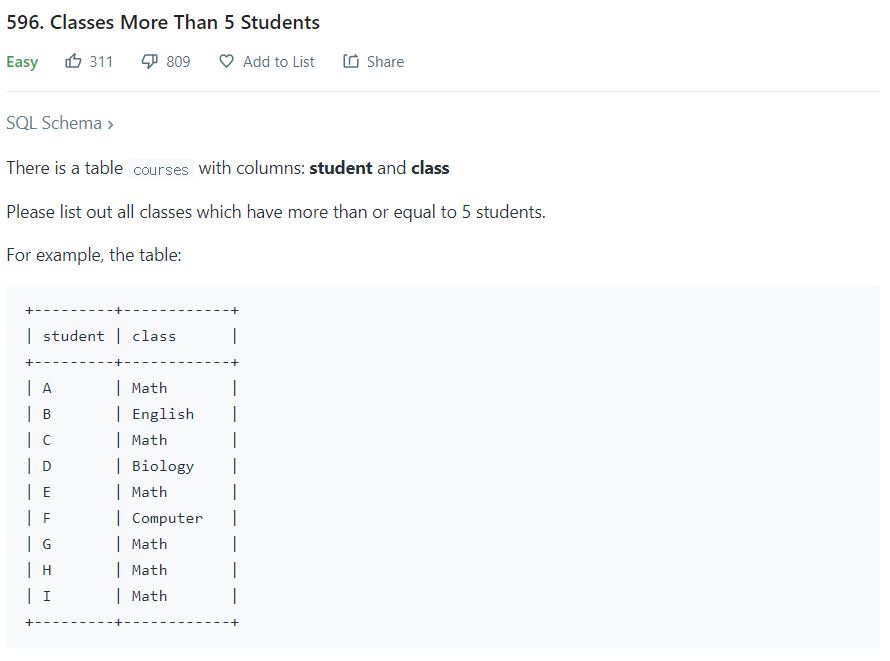 596. Classes More Than 5 Students
Easy 311 809 Add to List Share
SQL Schema ›
There is a table courses with columns: student and class
Please list out all classes which have more than or equal to 5 students.
For example, the table:
+---------+------------+
| student | class      |
+---------+------------+
| A       | Math       |
| B       | English    |
| C       | Math       |
| D       | Biology    |
| E       | Math       |
| F       | Computer   |
| G       | Math       |
| H       | Math       |
| I       | Math       |
+---------+------------+